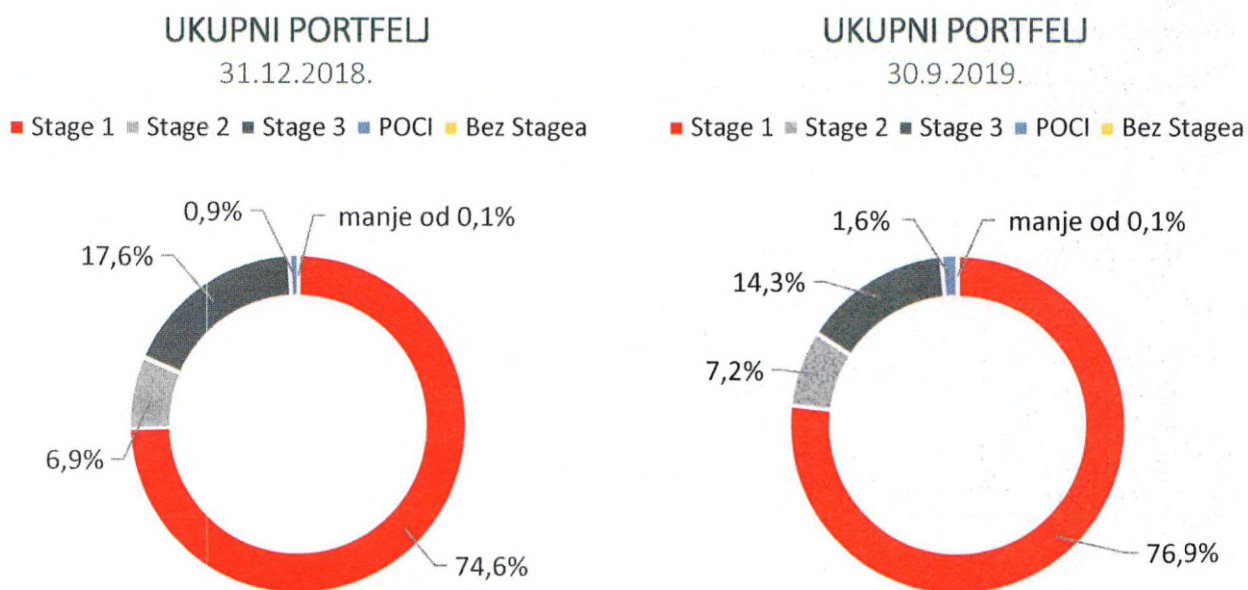 UKUPNI PORTFELJ
31.12.2018.
Stage 1 Stage 2 Stage 3 POCI Bez Stagea
0,9%
manje od 0,1%
17,6%
6,9%
74,6%
UKUPNI PORTFELJ
30.9.2019.
Stage 1 Stage 2 Stage 3 POCI Bez Stagea
1,6%
manje od 0,1%
14,3%
7,2%
76,9%